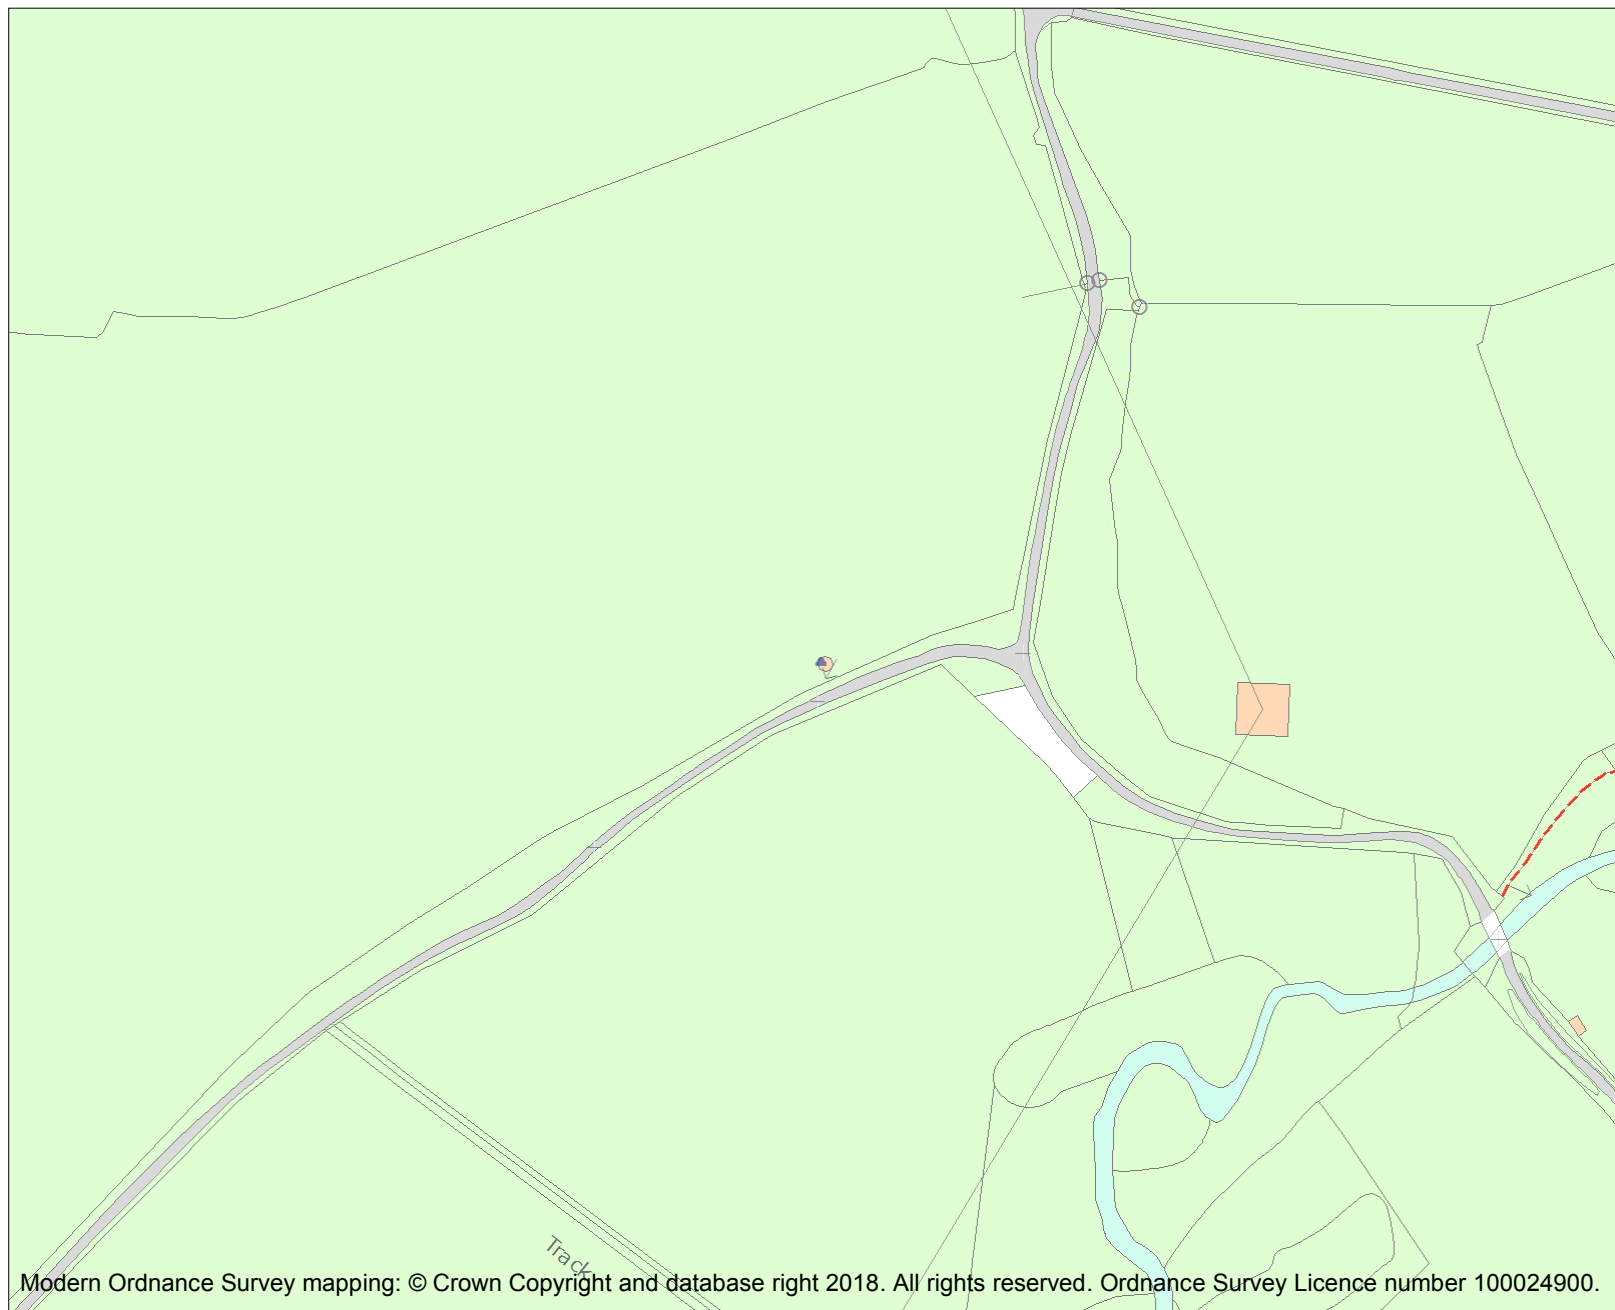 Track
Modern Ordnance Survey mapping: © Crown Copyright and database right 2018. All rights reserved. Ordnance Survey Licence number 100024900.